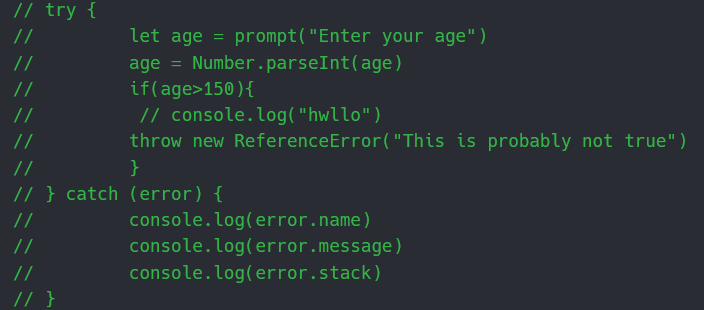 // try {
//         let age = prompt("Enter your age")
//         age = Number.parseInt(age)
//         if(age>150){
//          // console.log("hwllo")
//         throw new ReferenceError("This is probably not true")
//         }
// } catch (error) {
//         console.log(error.name)
//         console.log(error.message)
//         console.log(error.stack)
// }